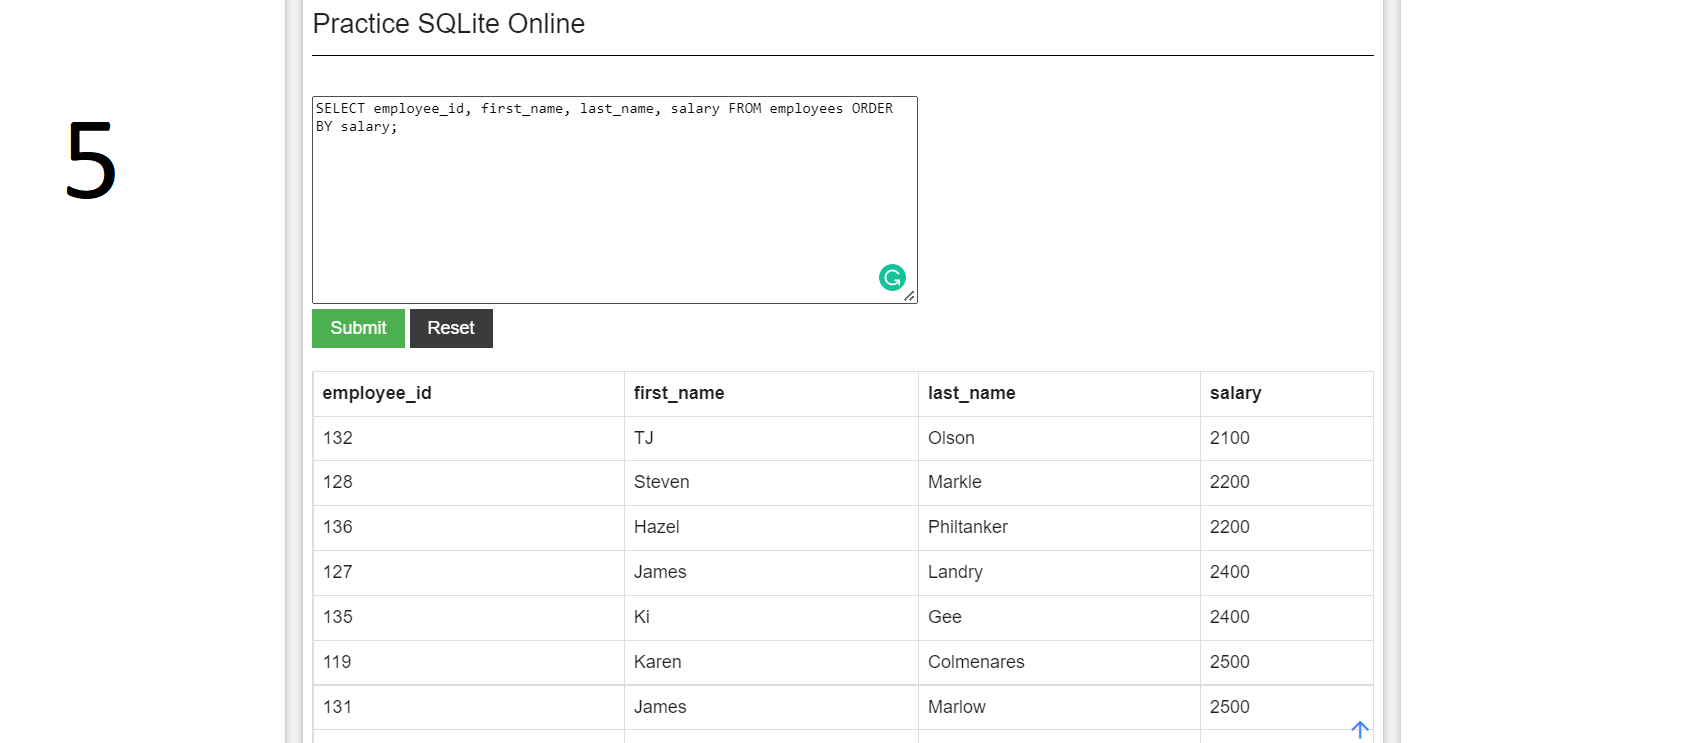 Practice SQLite Online
5
SELECT employee_id, first_name, last_name, salary FROM employees ORDER
BY salary;
Submit Reset
employee_id first_name last_name salary
132 TJ Olson 2100
128 Steven Markle 2200
136 Hazel Philtanker 2200
127 James Landry 2400
135 Ki Gee 2400
119 Karen Colmenares 2500
131 James Marlow 2500